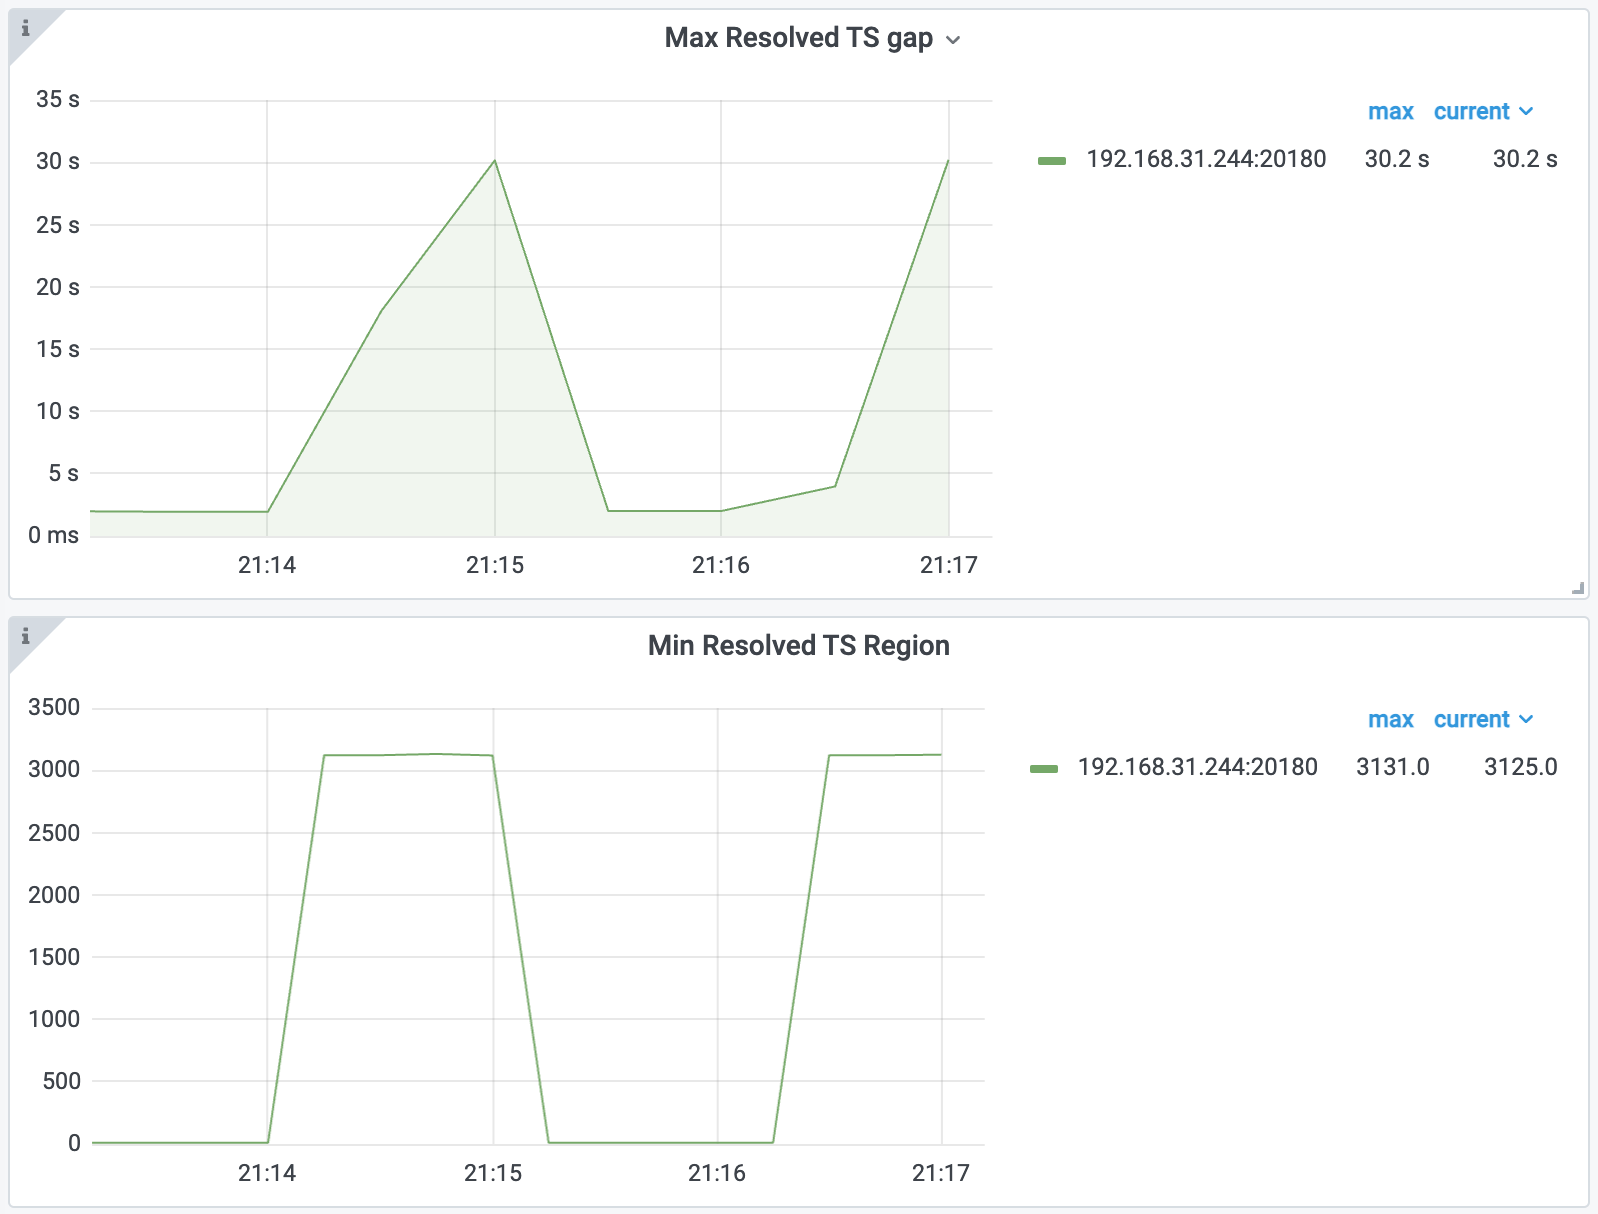 i
Max Resolved TS gap
35 s
30 s
25 s
20 s
15 s
10 s
5 s
0 ms
21:14 21:15 21:16 21:17
max current
192.168.31.244:20180 30.2 s 30.2 s
i
Min Resolved TS Region
3500
3000
2500
2000
1500
1000
500
0
21:14 21:15 21:16 21:17
max current
192.168.31.244:20180 3131.0 3125.0